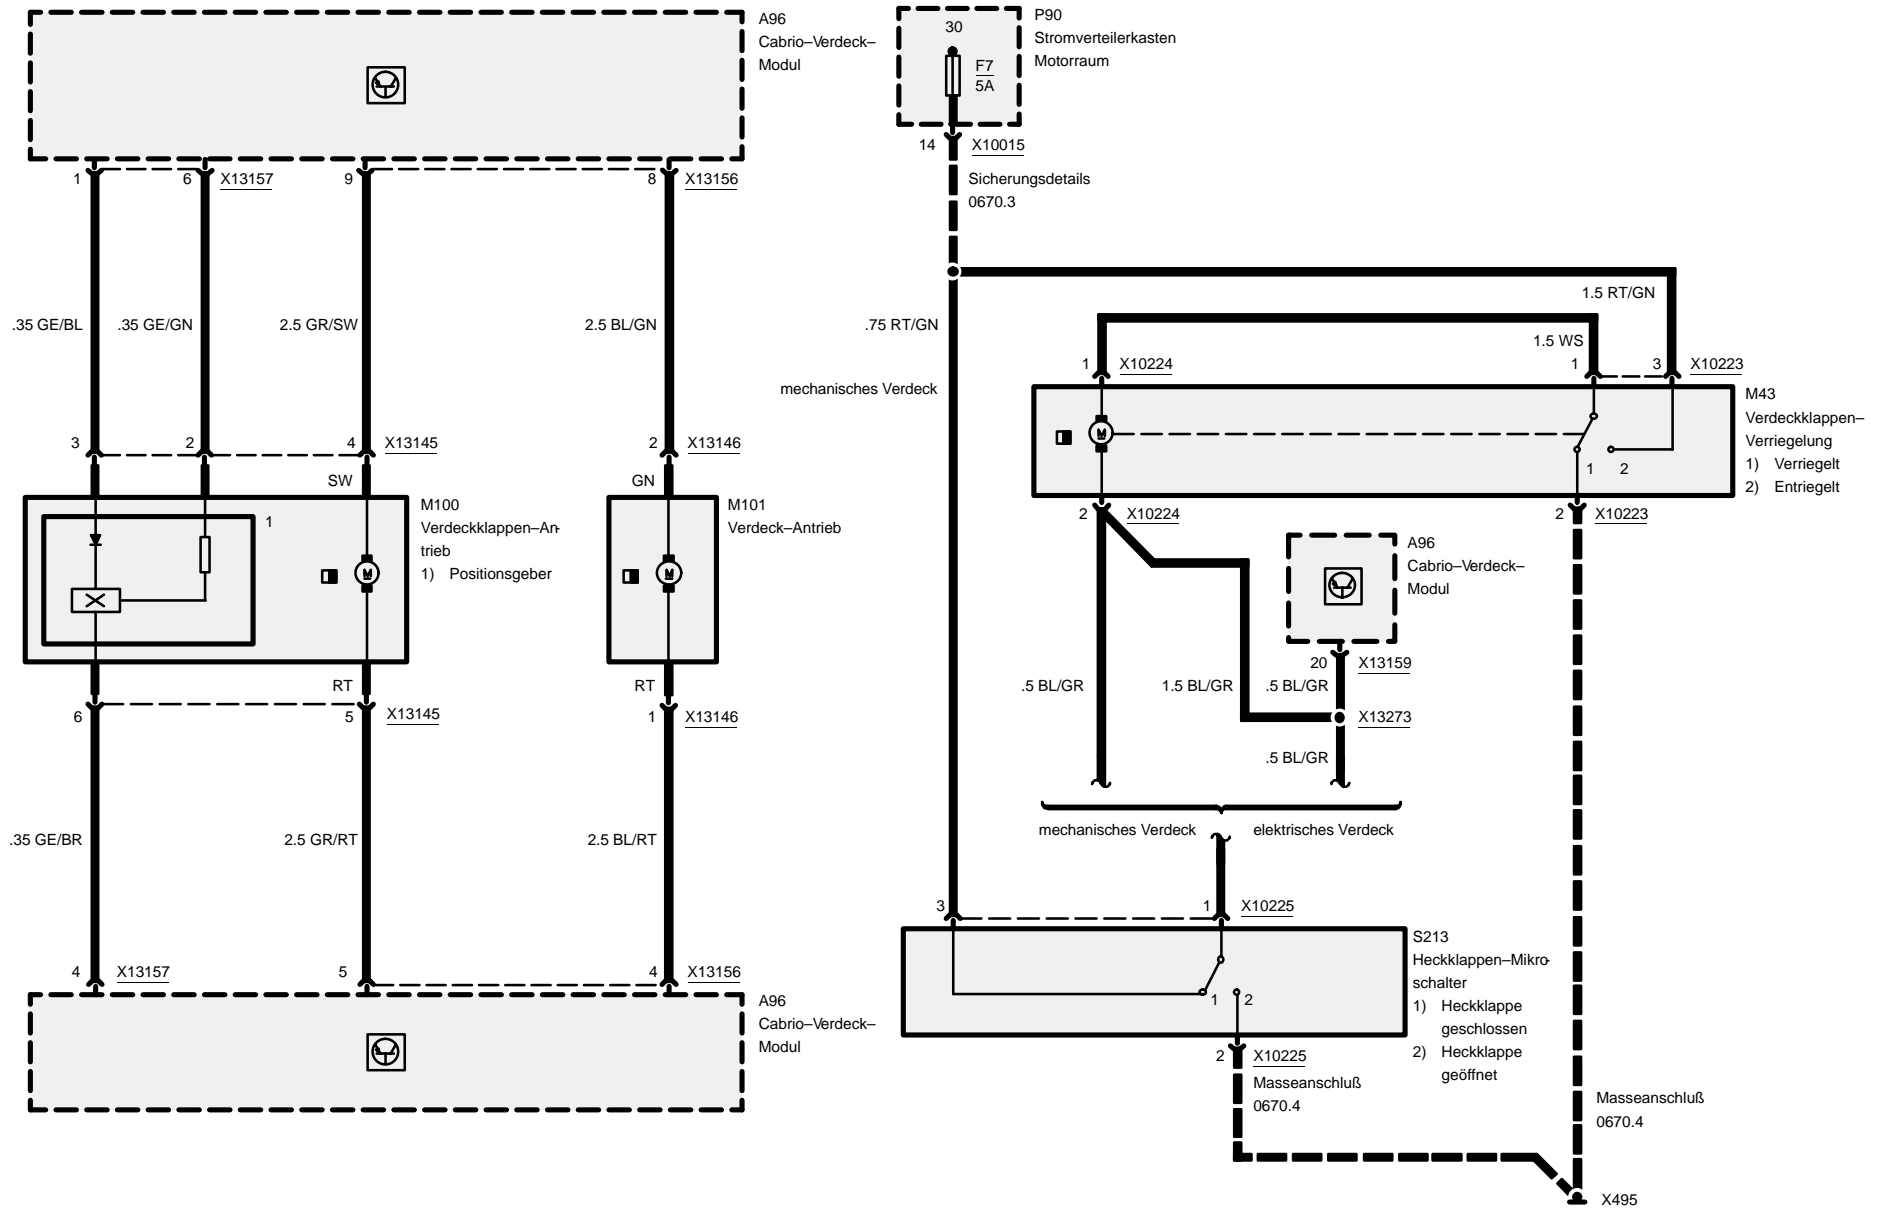 A96
Cabrio–Verdeck–
Modul
30
F7
5A
P90
Stromverteilerkasten
Motorraum
14 X10015
Sicherungsdetails
0670.3
1 6 X13157 9 8 X13156
.35 GE/BL .35 GE/GN 2.5 GR/SW 2.5 BL/GN
.75 RT/GN
mechanisches Verdeck
1.5 RT/GN
1.5 WS
1 X10224 1 3 X10223
M
1 2
M43
Verdeckklappen–
Verriegelung
1) Verriegelt
2) Entriegelt
3 2 4 X13145 2 X13146
SW GN
1
M
M100
Verdeckklappen–An-
trieb
1) Positionsgeber
M
M101
Verdeck–Antrieb
2 X10224 2 X10223
A96
Cabrio–Verdeck–
Modul
20 X13159
.5 BL/GR 1.5 BL/GR .5 BL/GR
X13273
.5 BL/GR
RT RT
6 5 X13145 1 X13146
.35 GE/BR 2.5 GR/RT 2.5 BL/RT
mechanisches Verdeck elektrisches Verdeck
3 1 X10225
1 2
S213
Heckklappen–Mikro-
schalter
1) Heckklappe
geschlossen
2) Heckklappe
geöffnet
4 X13157 5 4 X13156
A96
Cabrio–Verdeck–
Modul
2 X10225
Masseanschluß
0670.4
Masseanschluß
0670.4
X495